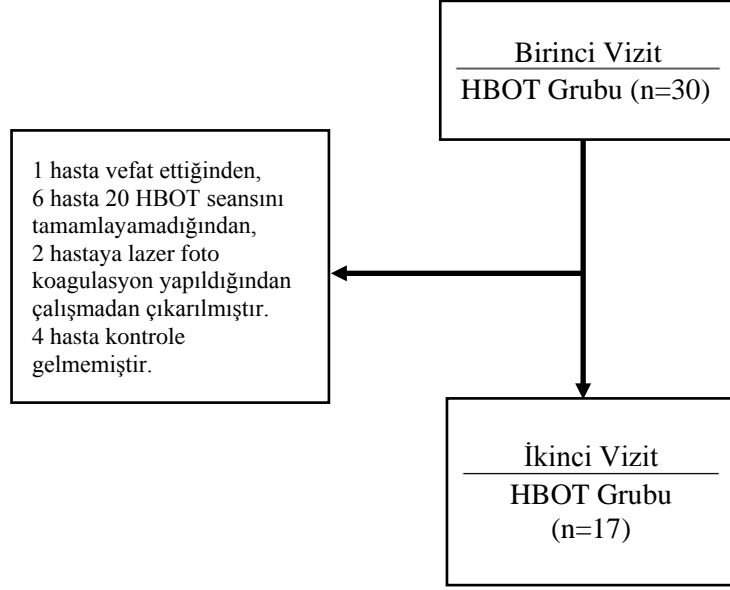 Birinci Vizit
HBOT Grubu (n=30)
1 hasta vefat ettiğinden,
6 hasta 20 HBOT seansını
tamamlayamadığından,
2 hastaya lazer foto
koagulasyon yapıldığından
çalışmadan çıkarılmıştır.
4 hasta kontrole
gelmemiştir.
İkinci Vizit
HBOT Grubu
(n=17)